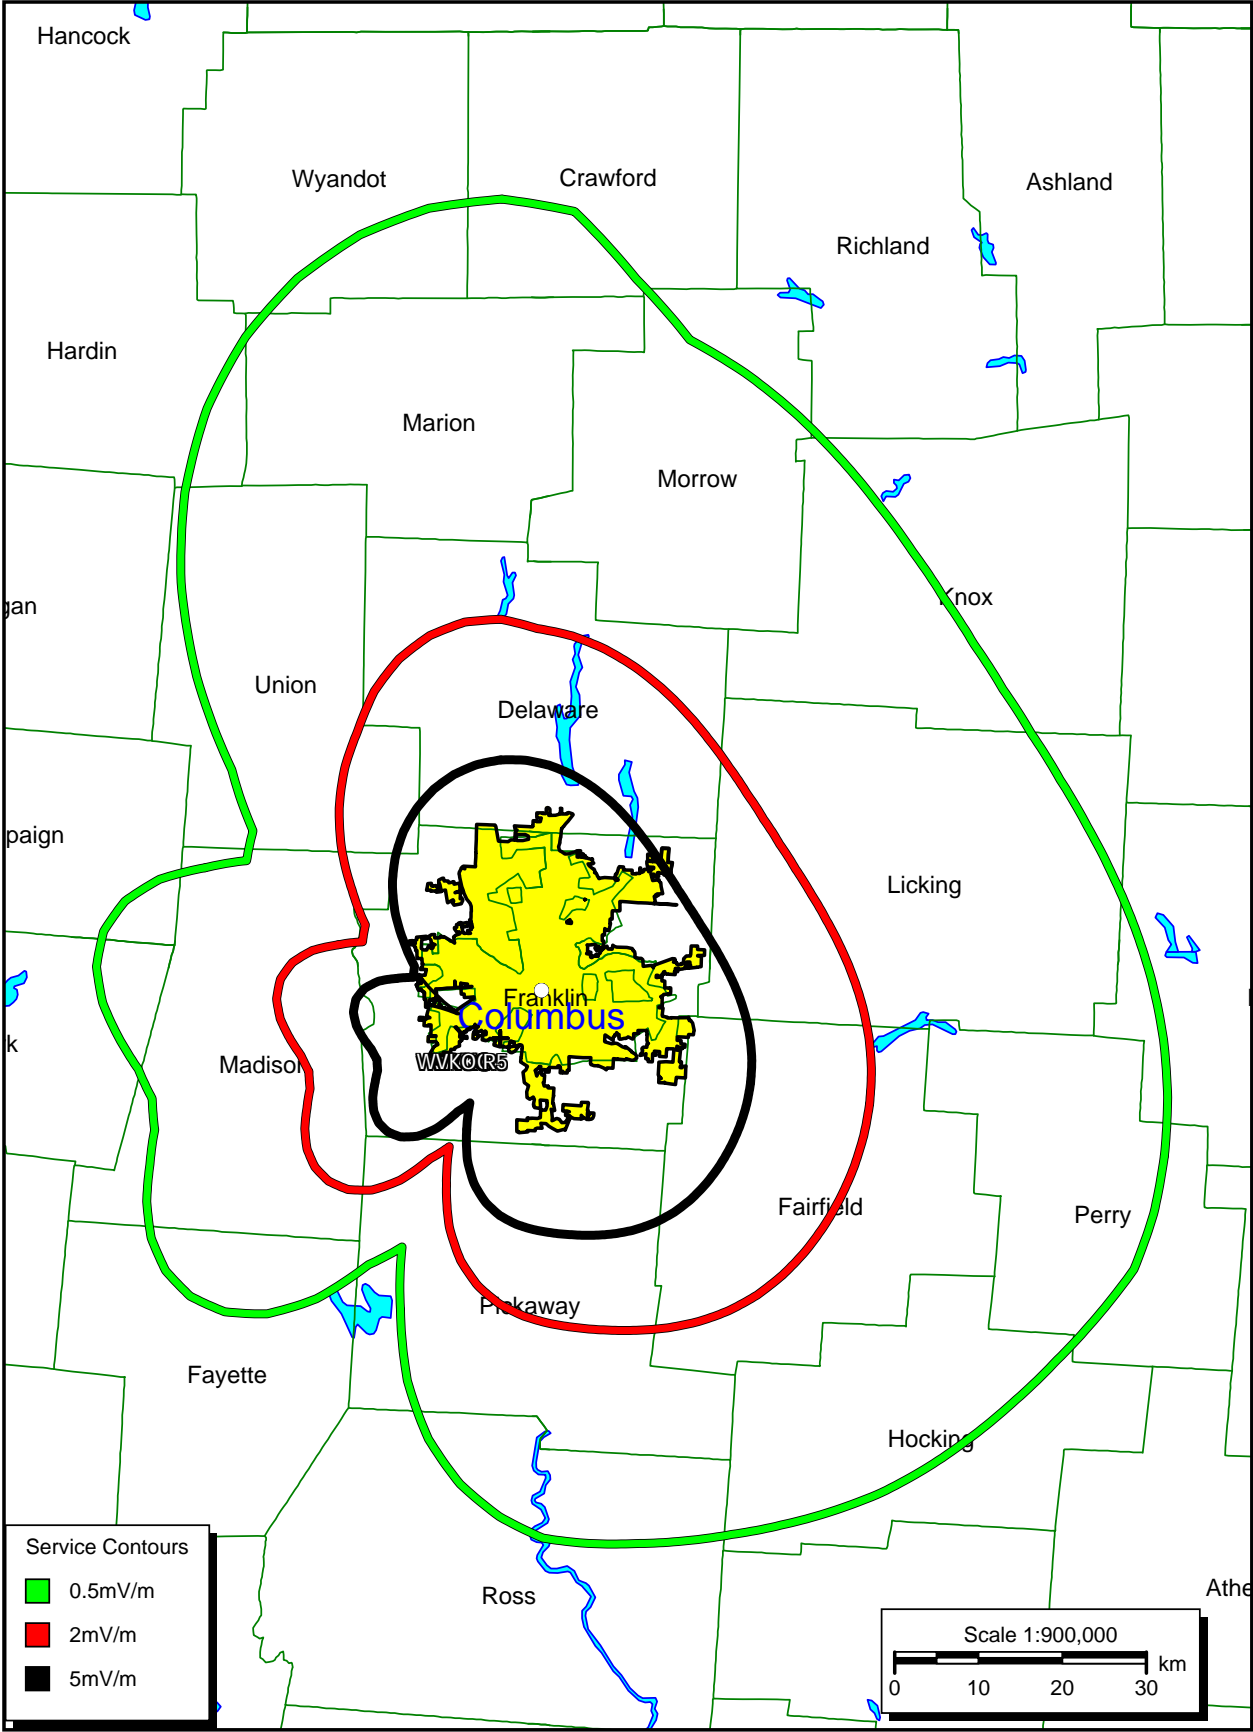 Hancock
Wyandot
Crawford
Ashland
Richland
Hardin
Marion
Morrow
gan
Knox
Union
Delaware
paign
Licking
Franklin
Columbus
k
Madison
Fairfield
Perry
Pickaway
Fayette
Hocking
Ross
Athe
Service Contours
0.5mV/m
2mV/m
5mV/m
Scale 1:900,000
km
0 10 20 30